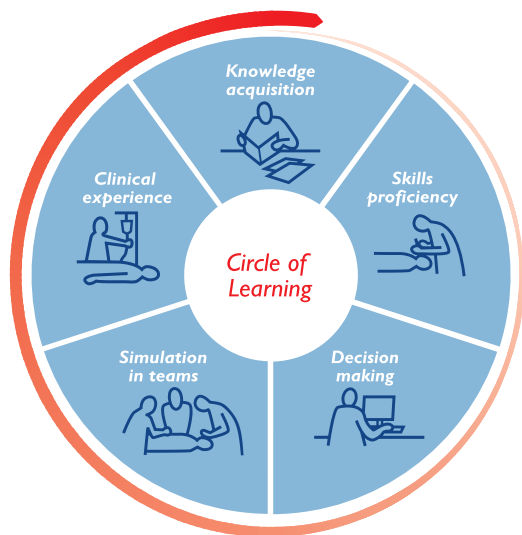 Knowledge
acquisition
Skills
proficiency
Decision
making
Simulation
in teams
Clinical
experience
Circle of
Learning